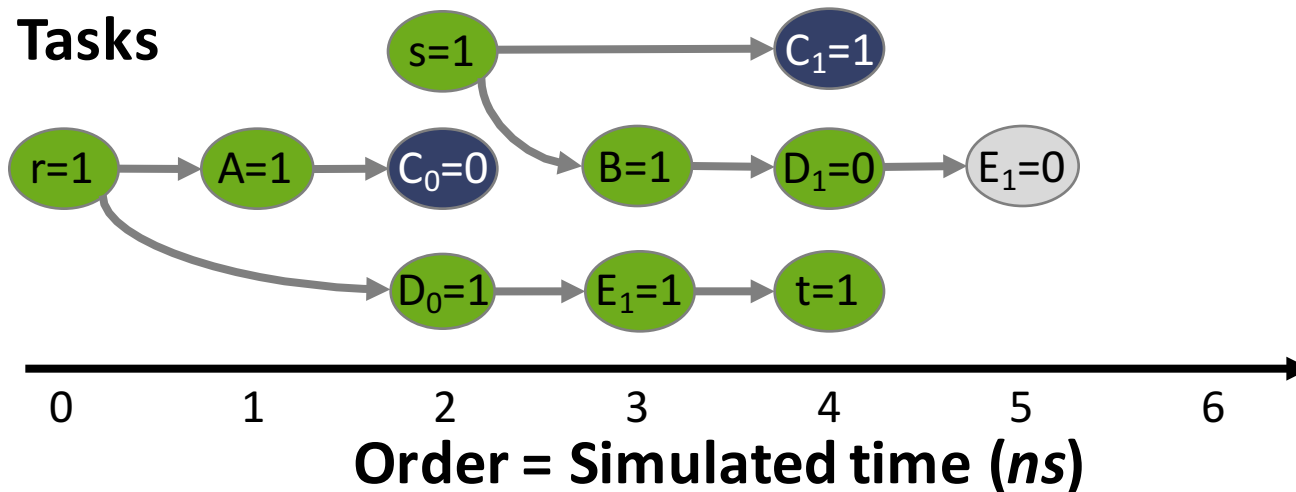 Tasks
s=1 C₁=1
r=1 A=1 C₀=0 B=1 D₁=0 E₁=0
D₀=1 E₁=1 t=1
0 1 2 3 4 5 6
Order = Simulated time (ns)